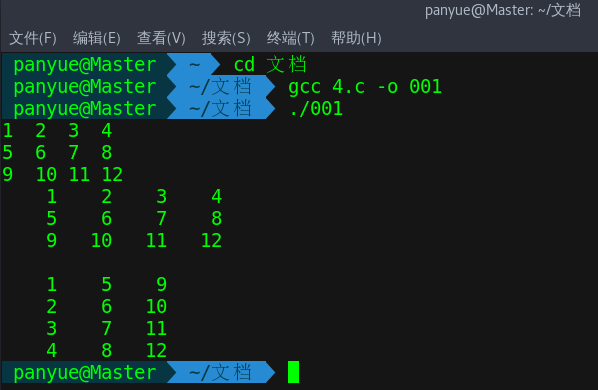 panyue@Master: ~/文档
文件(F) 编辑(E) 查看(V) 搜索(S) 终端(T) 帮助(H)
panyue@Master ~ cd 文档
panyue@Master ~/文档 gcc 4.c -o 001
panyue@Master ~/文档 ./001
1 2 3 4
5 6 7 8
9 10 11 12
1 2 3 4
5 6 7 8
9 10 11 12
1 5 9
2 6 10
3 7 11
4 8 12
panyue@Master ~/文档